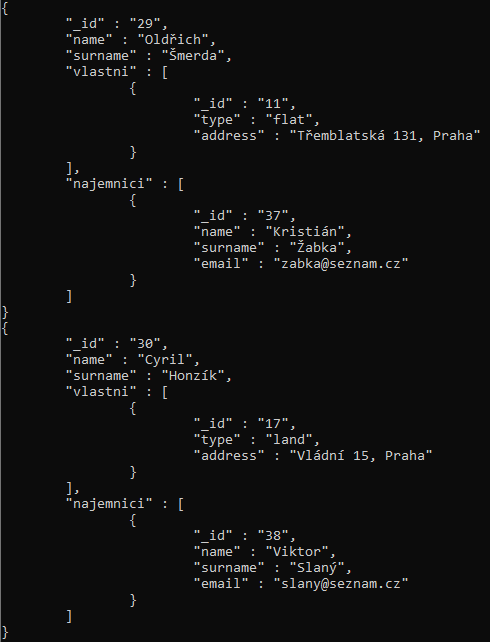 {
        "_id" : "29",
        "name" : "Oldřich",
        "surname" : "Šmerda",
        "vlastni" : [
                {
                        "_id" : "11",
                        "type" : "flat",
                        "address" : "Třemblatská 131, Praha"
                }
        ],
        "najemnici" : [
                {
                        "_id" : "37",
                        "name" : "Kristián",
                        "surname" : "Žabka",
                        "email" : "zabka@seznam.cz"
                }
        ]
}
{
        "_id" : "30",
        "name" : "Cyril",
        "surname" : "Honzík",
        "vlastni" : [
                {
                        "_id" : "17",
                        "type" : "land",
                        "address" : "Vládní 15, Praha"
                }
        ],
        "najemnici" : [
                {
                        "_id" : "38",
                        "name" : "Viktor",
                        "surname" : "Slaný",
                        "email" : "slany@seznam.cz"
                }
        ]
}